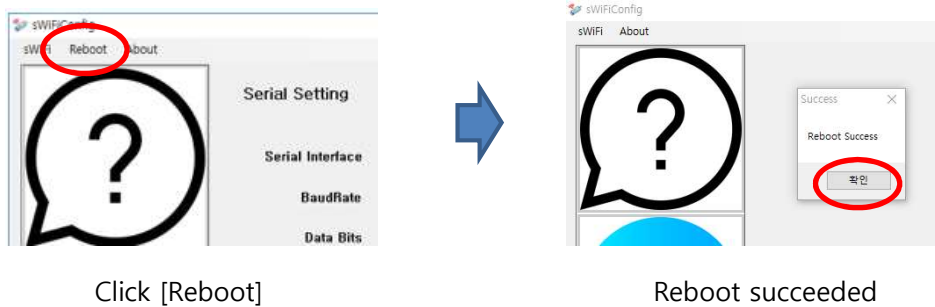 sWiFiConfig
sWiFi Reboot About
Serial Setting
Serial Interface
BaudRate
Data Bits
sWiFiConfig
sWiFi About
Success
Reboot Success
확인
Click [Reboot]
Reboot succeeded